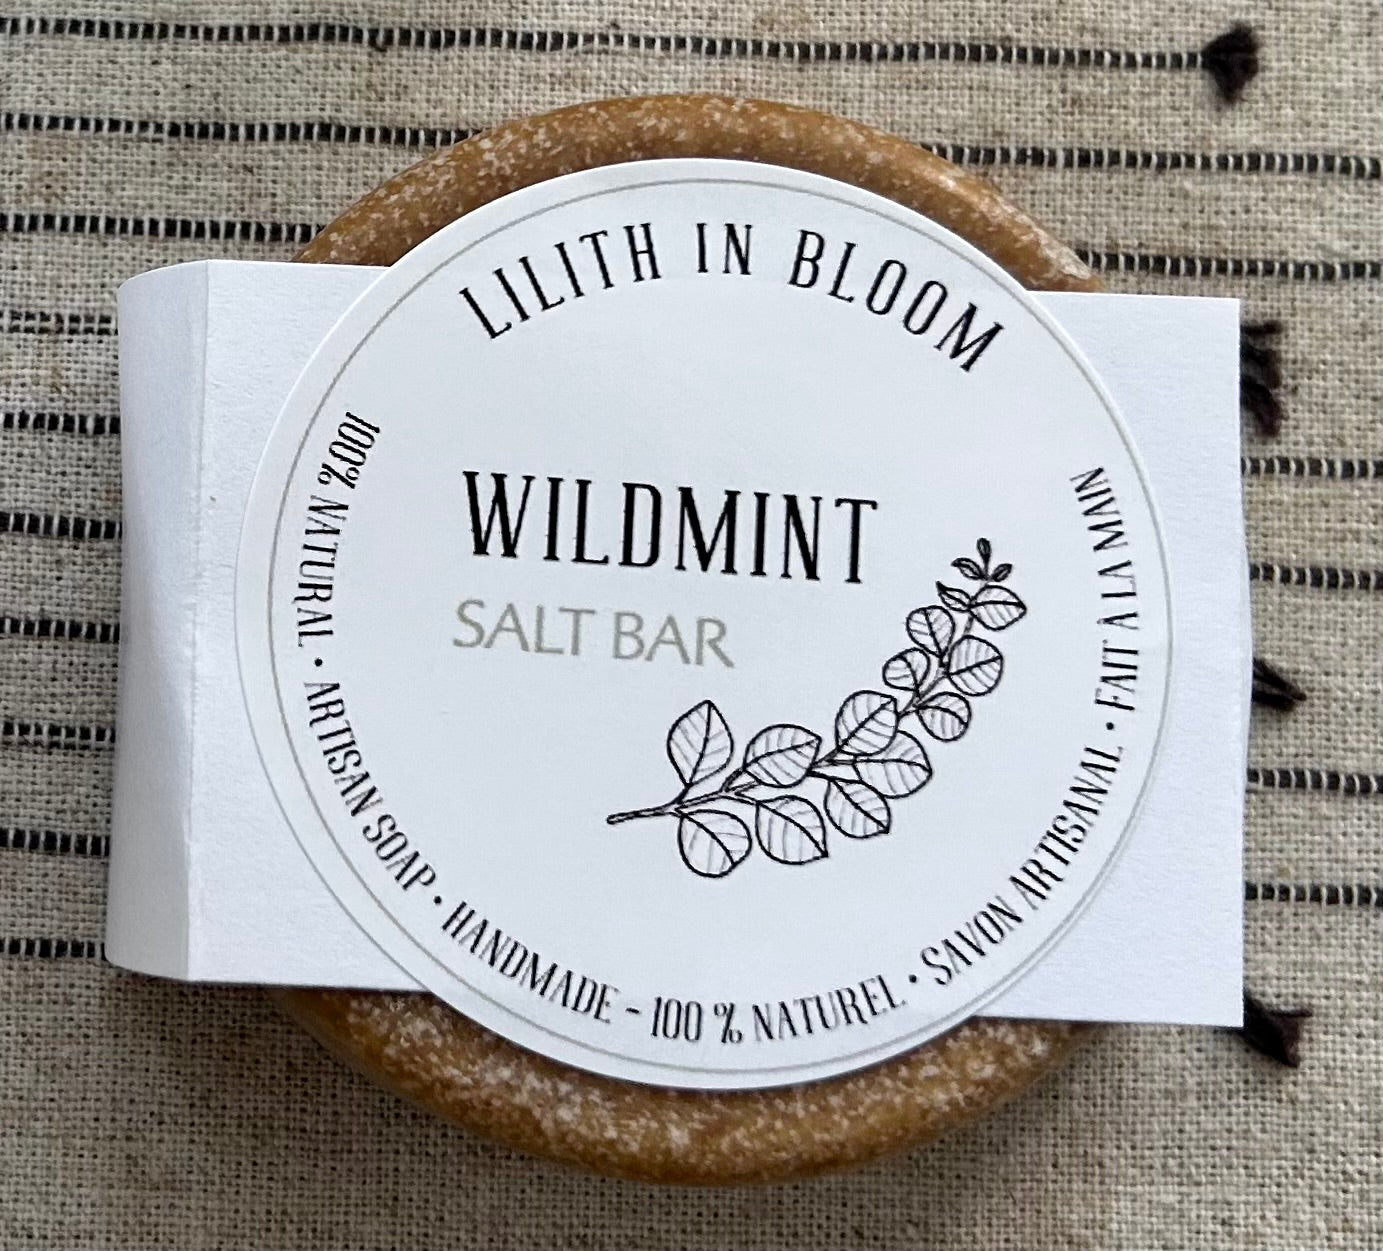 LILITH IN BLOOM
WILDMINT
SALT BAR
100% NATURAL • ARTISAN SOAP • HANDMADE - 100 % NATUREL • SAVON ARTISANAL • FAIT À LA MAIN